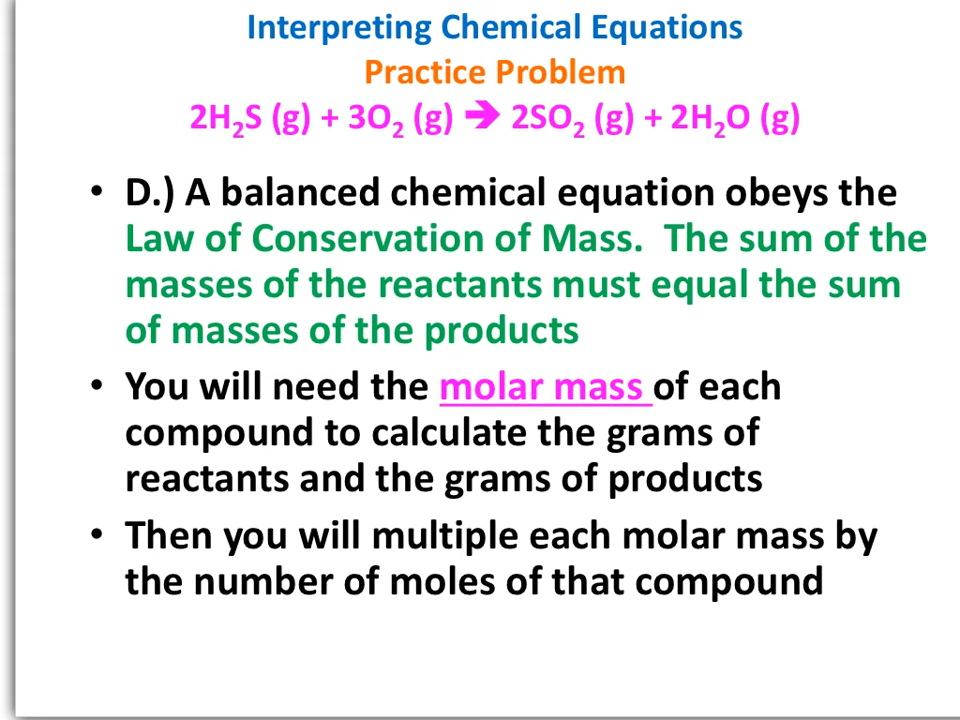 Interpreting Chemical Equations
Practice Problem
2H₂S (g) + 3O₂ (g) 🡺 2SO₂ (g) + 2H₂O (g)
• D.) A balanced chemical equation obeys the
Law of Conservation of Mass.  The sum of the
masses of the reactants must equal the sum
of masses of the products
• You will need the molar mass of each
compound to calculate the grams of
reactants and the grams of products
• Then you will multiple each molar mass by
the number of moles of that compound